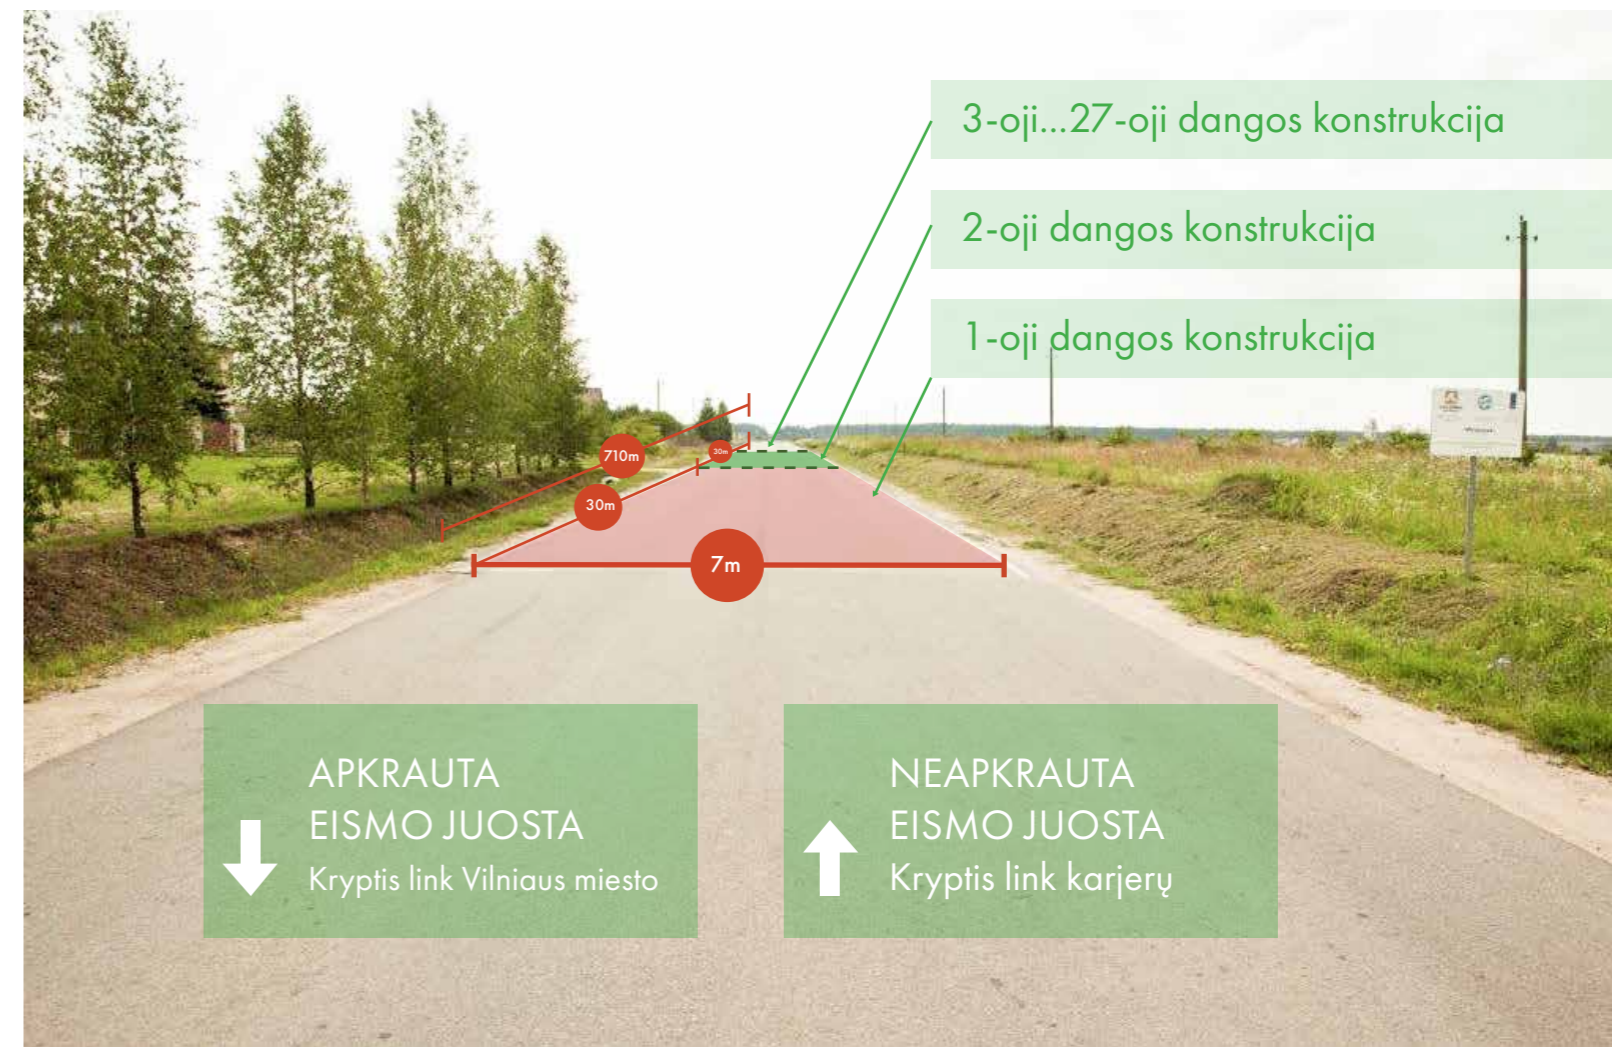 3-oji...27-oji dangos konstrukcija
2-oji dangos konstrukcija
1-oji dangos konstrukcija
710m
30m
30m
7m
APKRAUTA
EISMO JUOSTA
Kryptis link Vilniaus miesto
NEAPKRAUTA
EISMO JUOSTA
Kryptis link karjerų